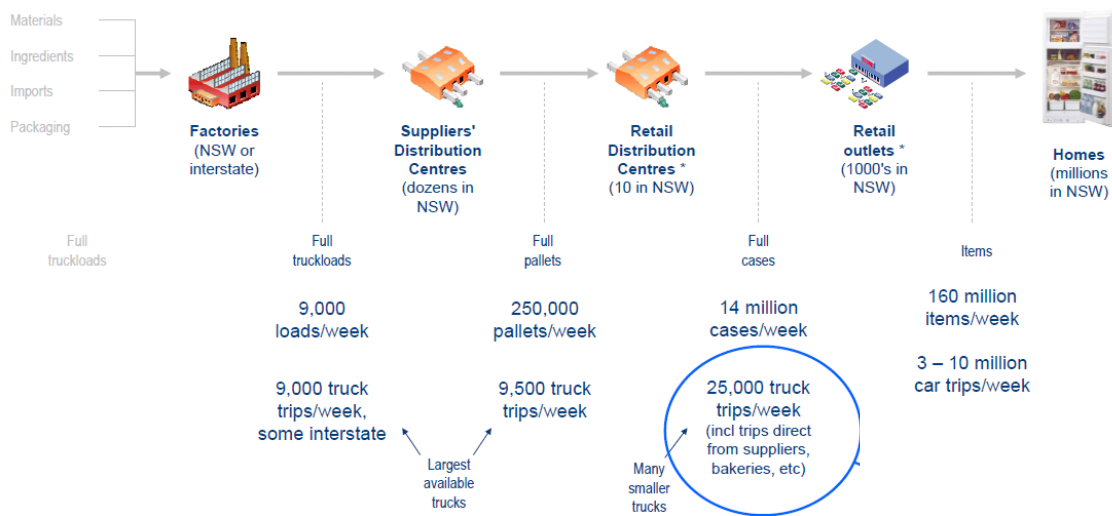 Materials
Ingredients
Imports
Packaging
Factories
(NSW or
interstate)
Suppliers'
Distribution
Centres
(dozens in
NSW)
Retail
Distribution
Centres *
(10 in NSW)
Retail
outlets *
(1000's in
NSW)
Homes
(millions
in NSW)
Full
truckloads
Full
truckloads
Full
pallets
Full
cases
Items
9,000
loads/week
250,000
pallets/week
14 million
cases/week
160 million
items/week
9,000 truck
trips/week,
some interstate
9,500 truck
trips/week
25,000 truck
trips/week
(incl trips direct
from suppliers,
bakeries, etc)
3 – 10 million
car trips/week
Largest
available
trucks
Many
smaller
trucks